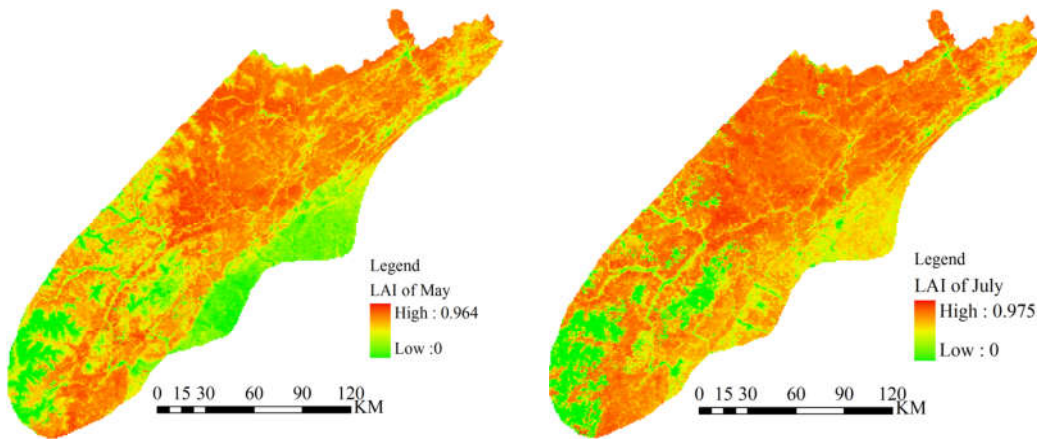 Legend
LAI of May
High : 0.964
Low :0
0 15 30 60 90 120
KM
Legend
LAI of July
High : 0.975
Low : 0
0 15 30 60 90 120
KM